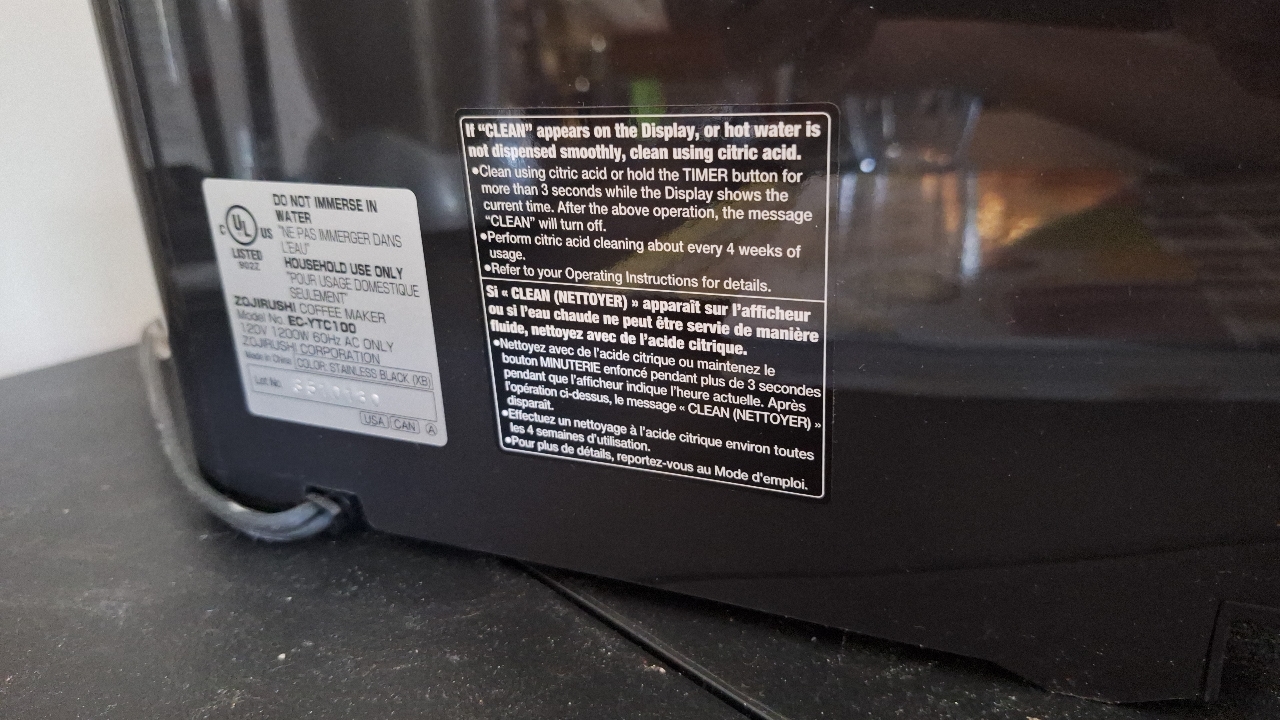 DO NOT IMMERSE IN
WATER
"NE PAS IMMERGER DANS
L'EAU"
C UL US
LISTED
902Z
HOUSEHOLD USE ONLY
"POUR USAGE DOMESTIQUE
SEULEMENT"
ZOJIRUSHI COFFEE MAKER
Model No. EC-YTC100
120V 1200W 60Hz AC ONLY
ZOJIRUSHI CORPORATION
Made in China COLOR: STAINLESS BLACK (XB)
Lot No.
USA CAN A
If “CLEAN” appears on the Display, or hot water is
not dispensed smoothly, clean using citric acid.
●Clean using citric acid or hold the TIMER button for
more than 3 seconds while the Display shows the
current time. After the above operation, the message
“CLEAN” will turn off.
●Perform citric acid cleaning about every 4 weeks of
usage.
●Refer to your Operating Instructions for details.
Si « CLEAN (NETTOYER) » apparaît sur l’afficheur
ou si l’eau chaude ne peut être servie de manière
fluide, nettoyez avec de l’acide citrique.
●Nettoyez avec de l’acide citrique ou maintenez le
bouton MINUTERIE enfoncé pendant plus de 3 secondes
pendant que l’afficheur indique l’heure actuelle. Après
l’opération ci-dessus, le message « CLEAN (NETTOYER) »
disparaît.
●Effectuez un nettoyage à l’acide citrique environ toutes
les 4 semaines d’utilisation.
●Pour plus de détails, reportez-vous au Mode d’emploi.